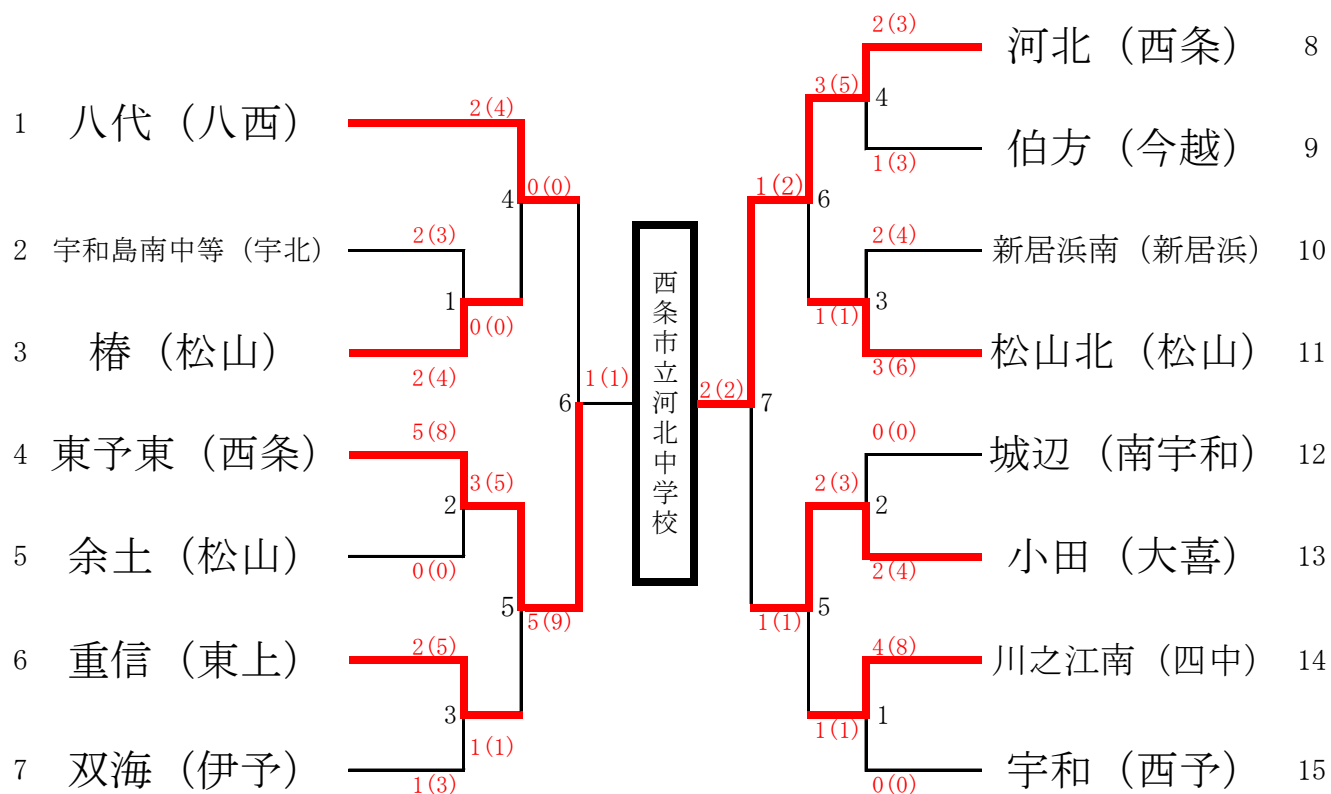 2(3)
河北（西条） 8
3(5)
4
2(4)
1 八代（八西）
伯方（今越） 9
1(3)
4
0(0)
1(2)
6
2(3)
2 宇和島南中等（宇北）
2(4)
新居浜南（新居浜） 10
1
3
0(0)
1(1)
3 椿（松山）
松山北（松山） 11
2(4)
3(6)
6
1(1)
西条市立河北中学校
2(2)
7
5(8)
4 東予東（西条）
0(0)
城辺（南宇和） 12
3(5)
2
2(3)
2
5 余土（松山）
0(0)
小田（大喜） 13
2(4)
5
5(9)
1(1)
5
2(5)
6 重信（東上）
4(8)
川之江南（四中） 14
3
1(1)
1(1)
1
7 双海（伊予）
1(3)
宇和（西予） 15
0(0)